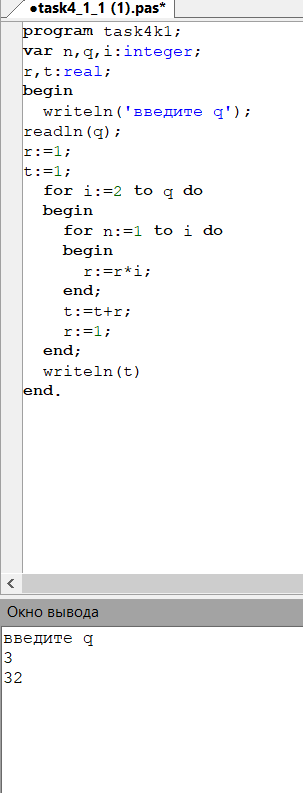 ●task4_1_1 (1).pas*
program task4k1;
var n,q,i:integer;
r,t:real;
begin
writeln('введите q');
readln(q);
r:=1;
t:=1;
for i:=2 to q do
begin
for n:=1 to i do
begin
r:=r*i;
end;
t:=t+r;
r:=1;
end;
writeln(t)
end.
Окно вывода
введите q
3
32